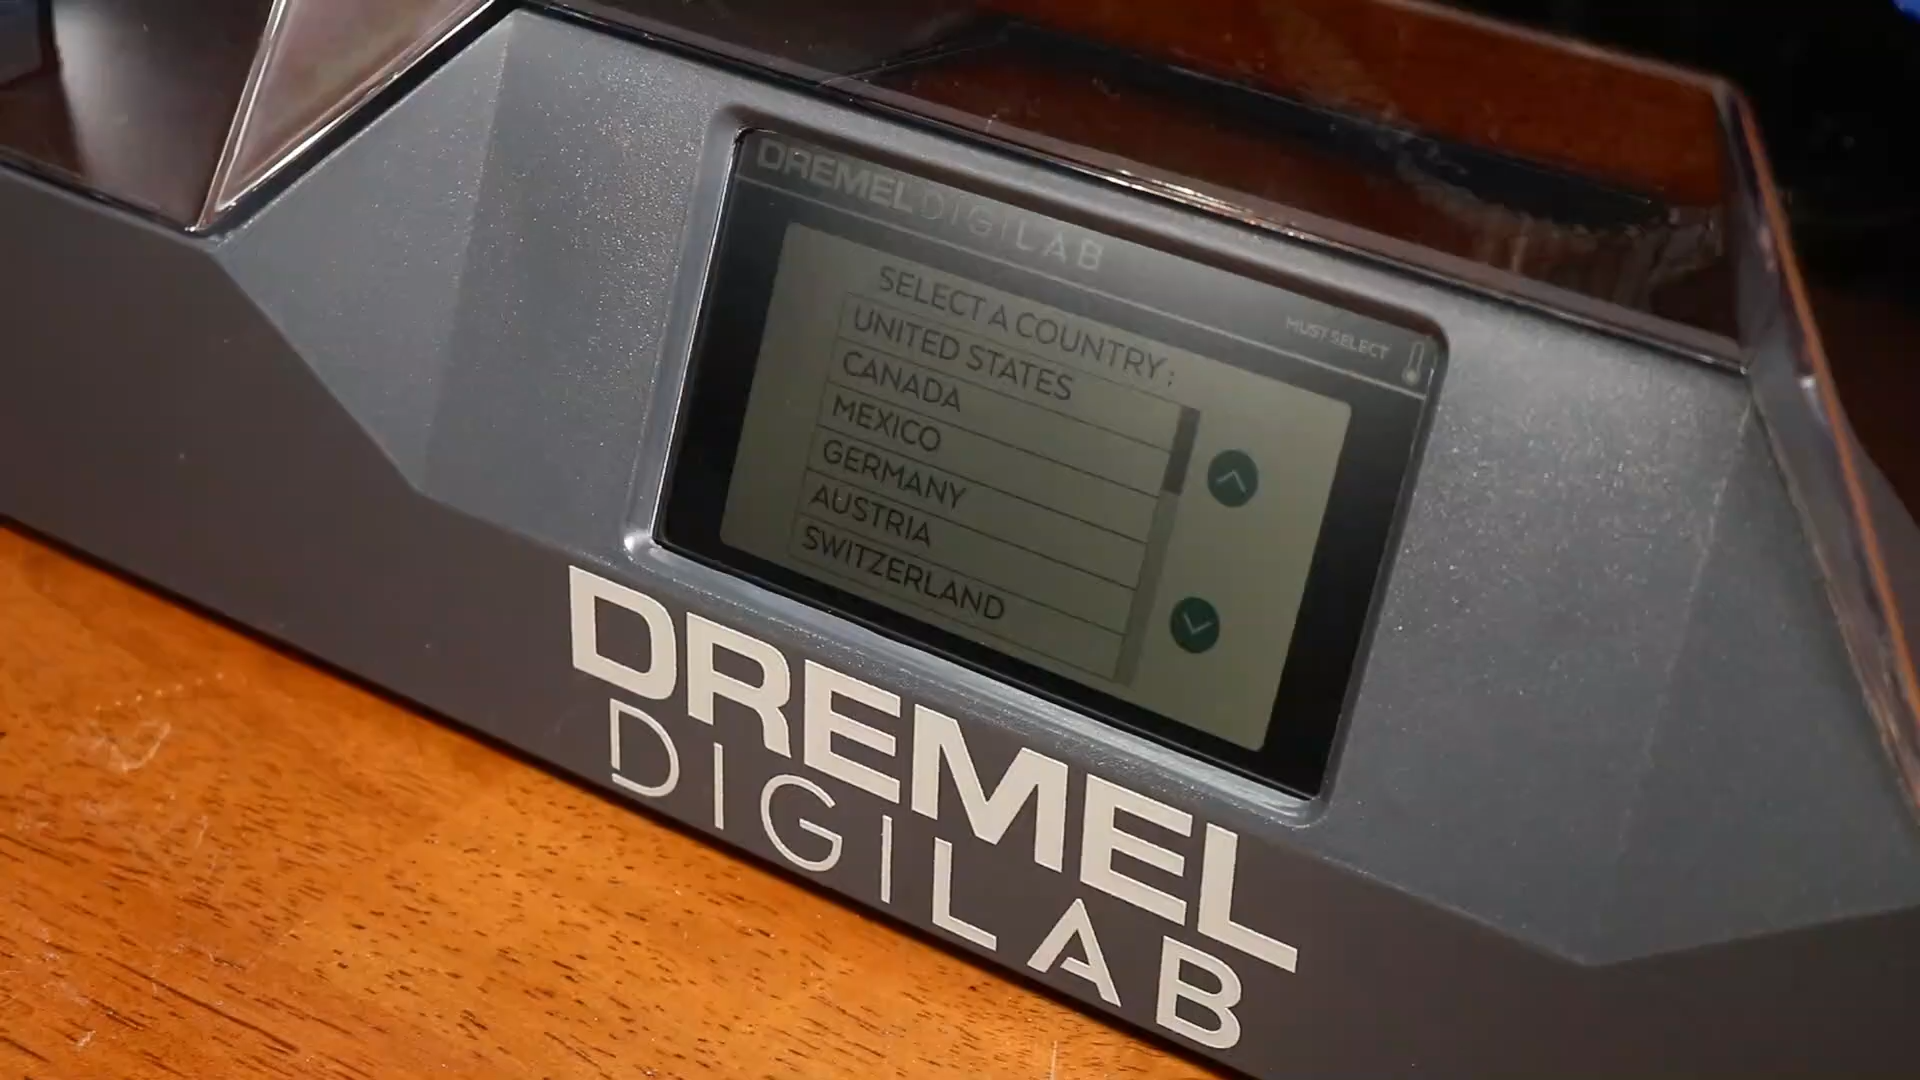 DREMEL DIGILAB
MUST SELECT
SELECT A COUNTRY:
UNITED STATES
CANADA
MEXICO
GERMANY
AUSTRIA
SWITZERLAND
DREMEL
DIGILAB